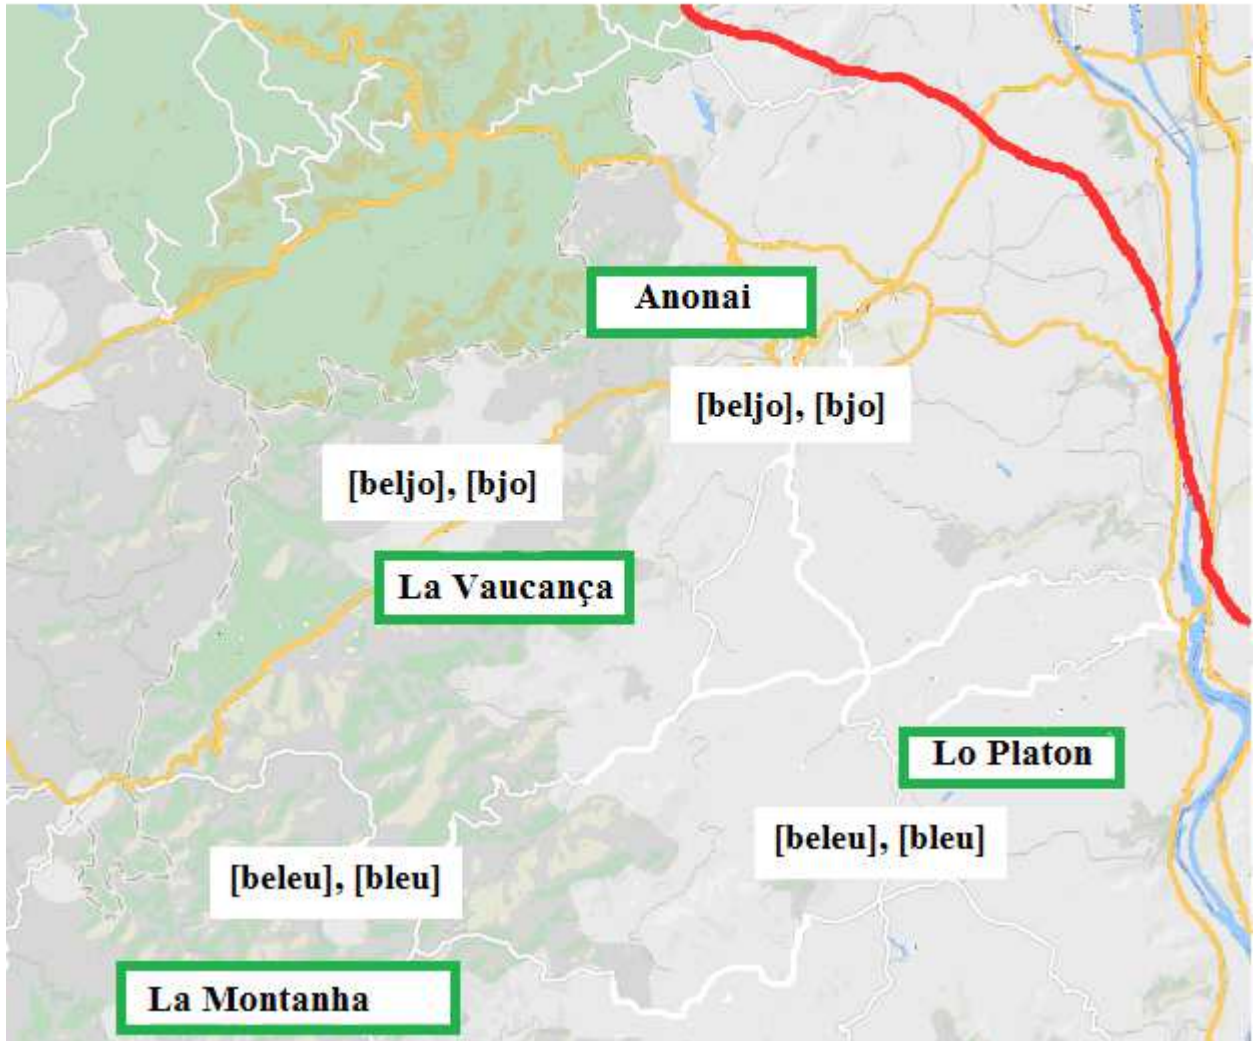 Anonai
[beljo], [bjo]
[beljo], [bjo]
La Vaucança
Lo Platon
[beleu], [bleu]
[beleu], [bleu]
La Montanha